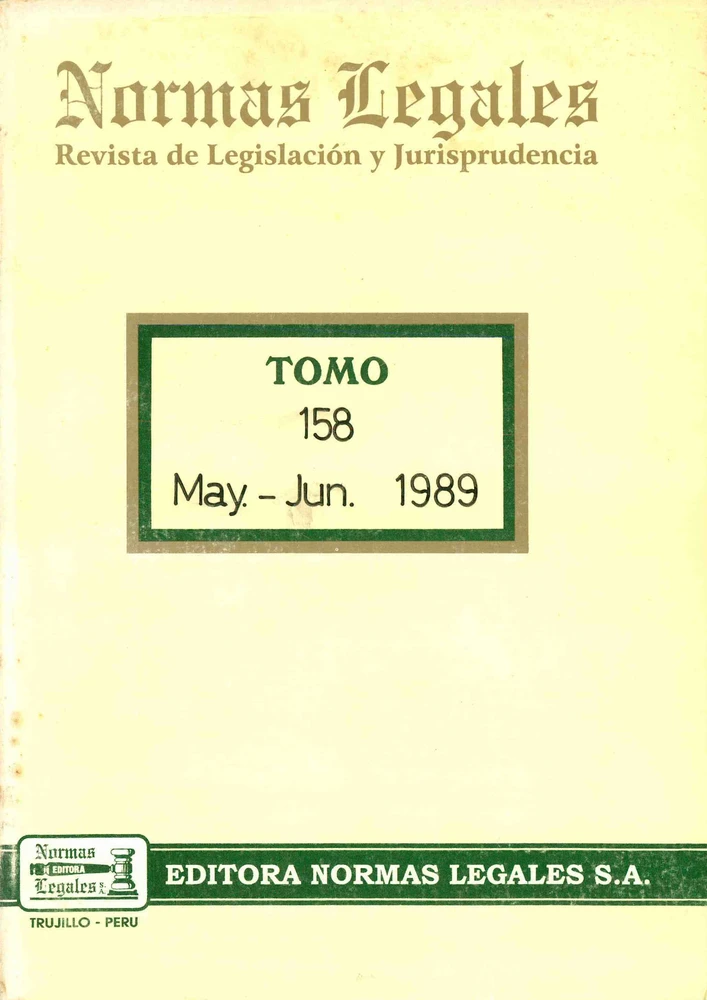 Normas Legales
Revista de Legislación y Jurisprudencia
TOMO
158
May. - Jun. 1989
Normas
EDITORA
Legales S.A.
EDITORA NORMAS LEGALES S.A.
TRUJILLO - PERU